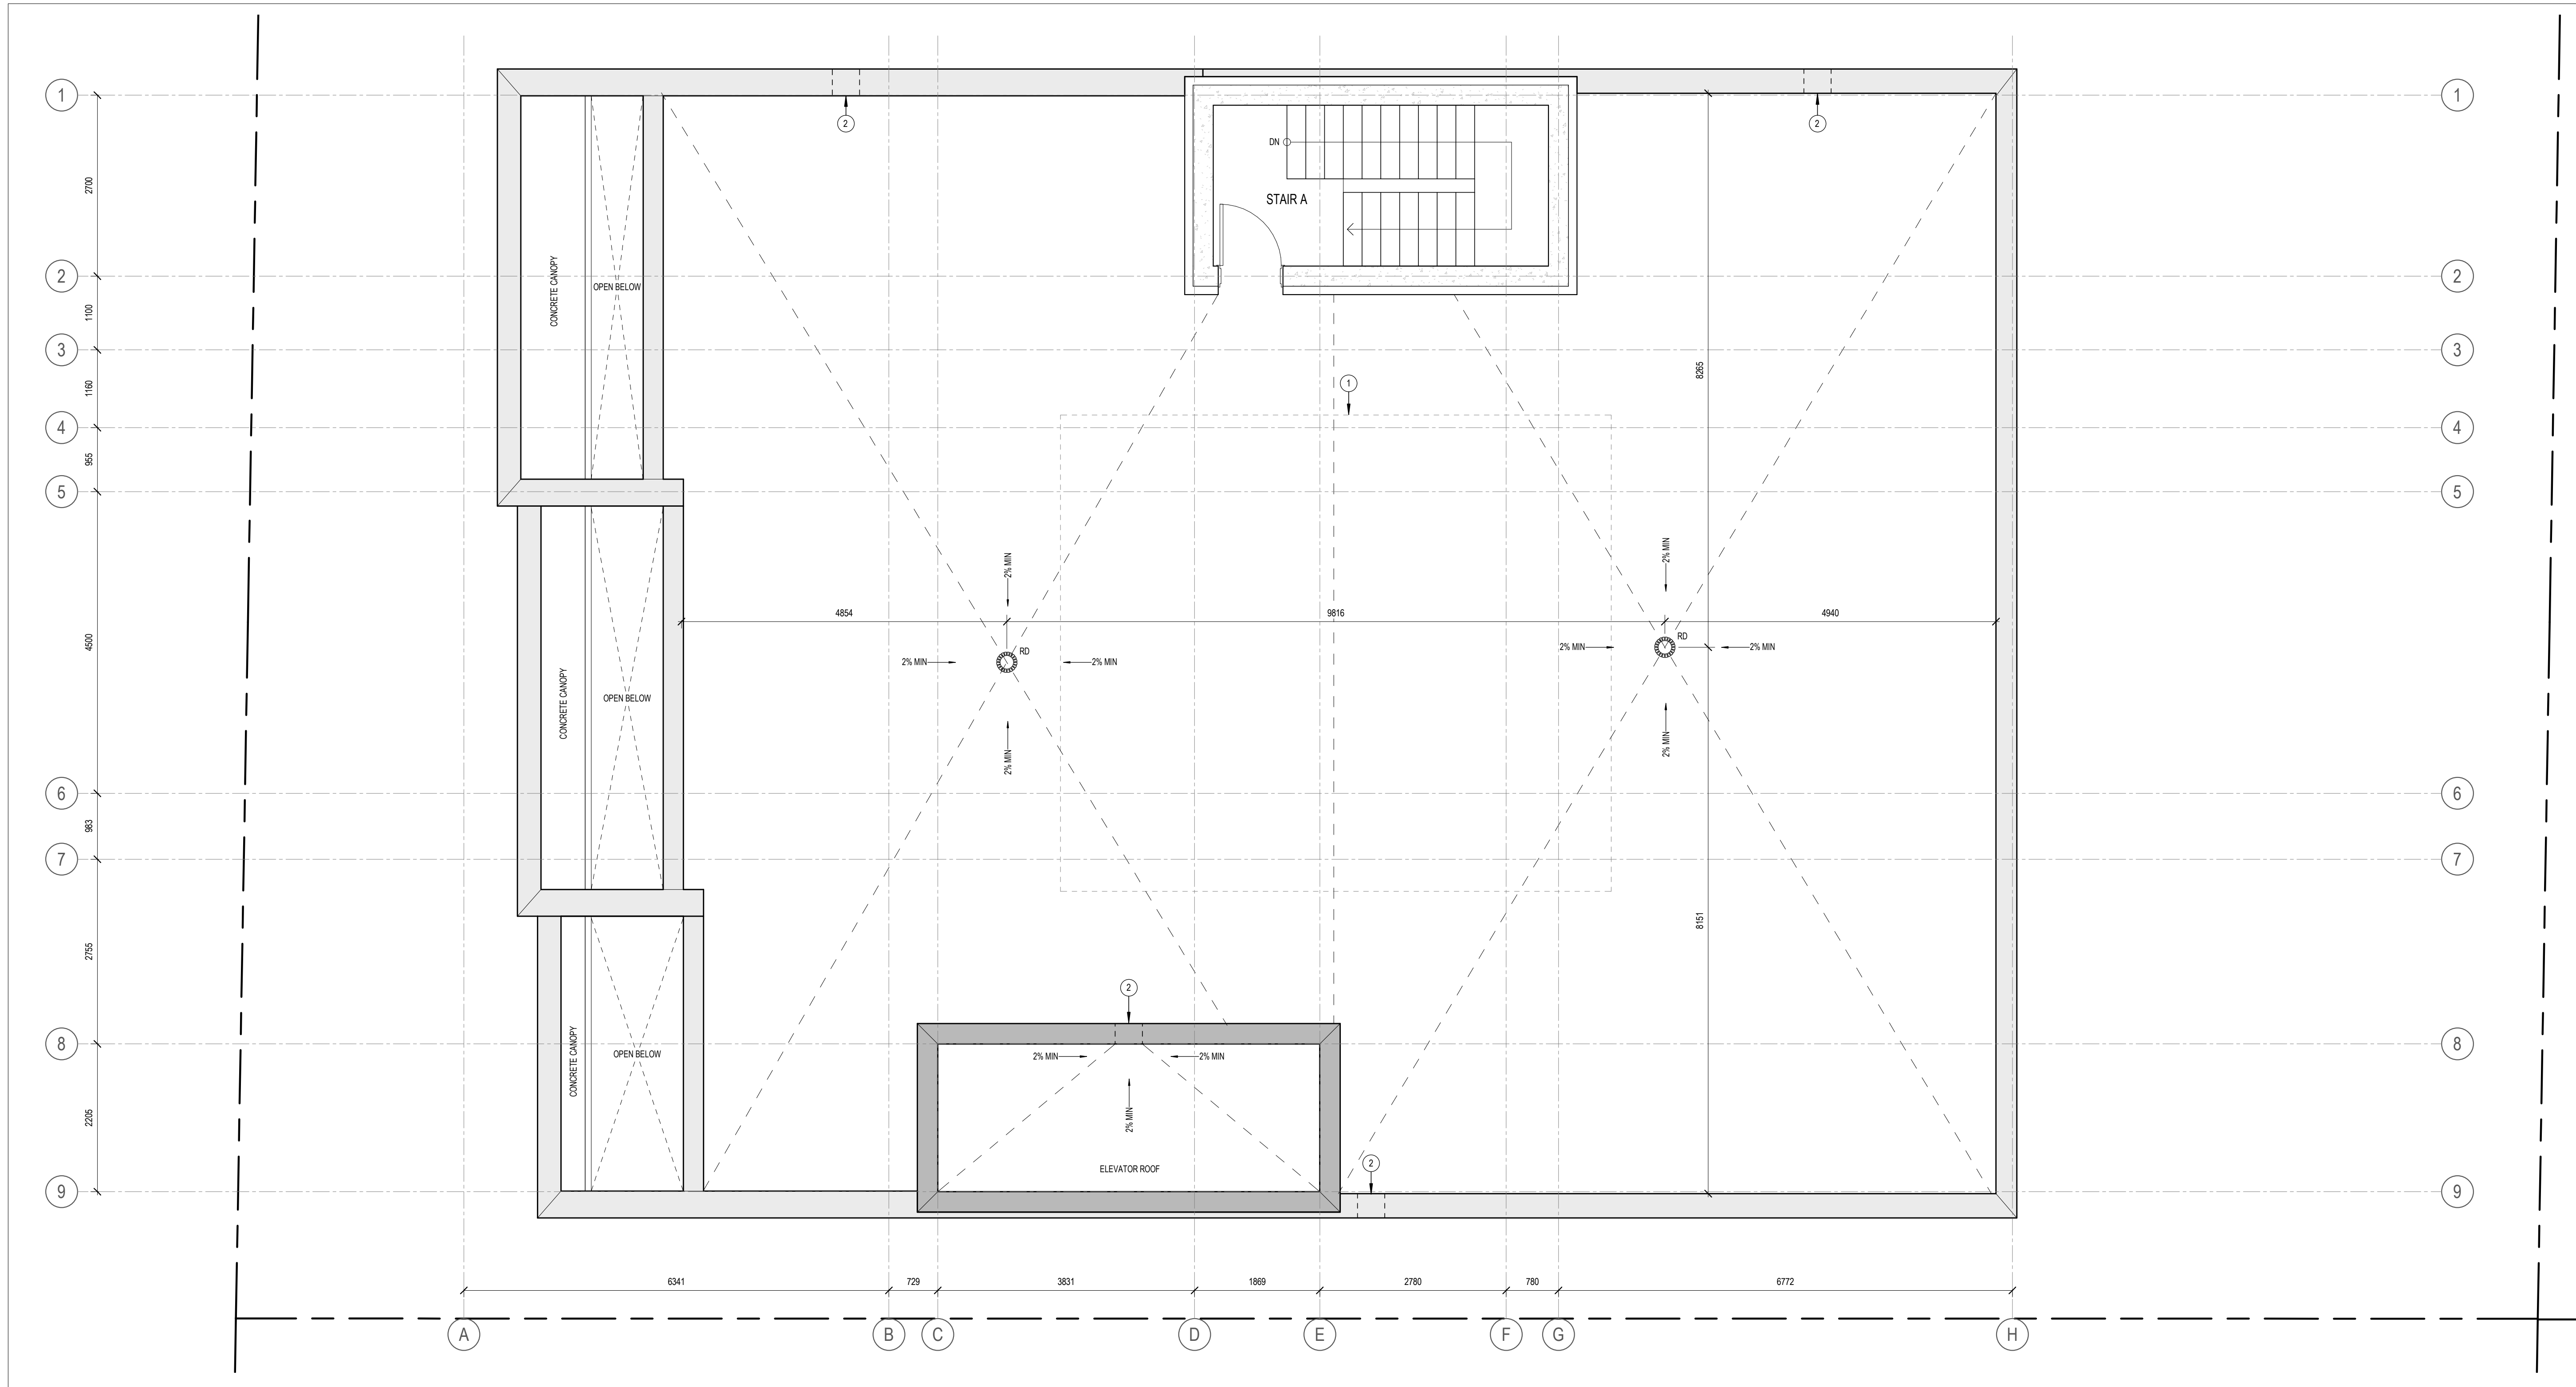 1
1
2
2
DN
2700
STAIR A
2
2
CONCRETE CANOPY
OPEN BELOW
1100
3
3
8265
1160
1
4
4
955
5
5
2% MIN
2% MIN
4854
9816
4940
4500
RD
RD
2% MIN
2% MIN
2% MIN
2% MIN
CONCRETE CANOPY
OPEN BELOW
2% MIN
2% MIN
6
6
983
7
7
2755
8151
2
8
8
CONCRETE CANOPY
OPEN BELOW
2% MIN
2% MIN
2% MIN
2205
ELEVATOR ROOF
2
9
9
6341
729
3831
1869
2780
780
6772
A
B
C
D
E
F
G
H